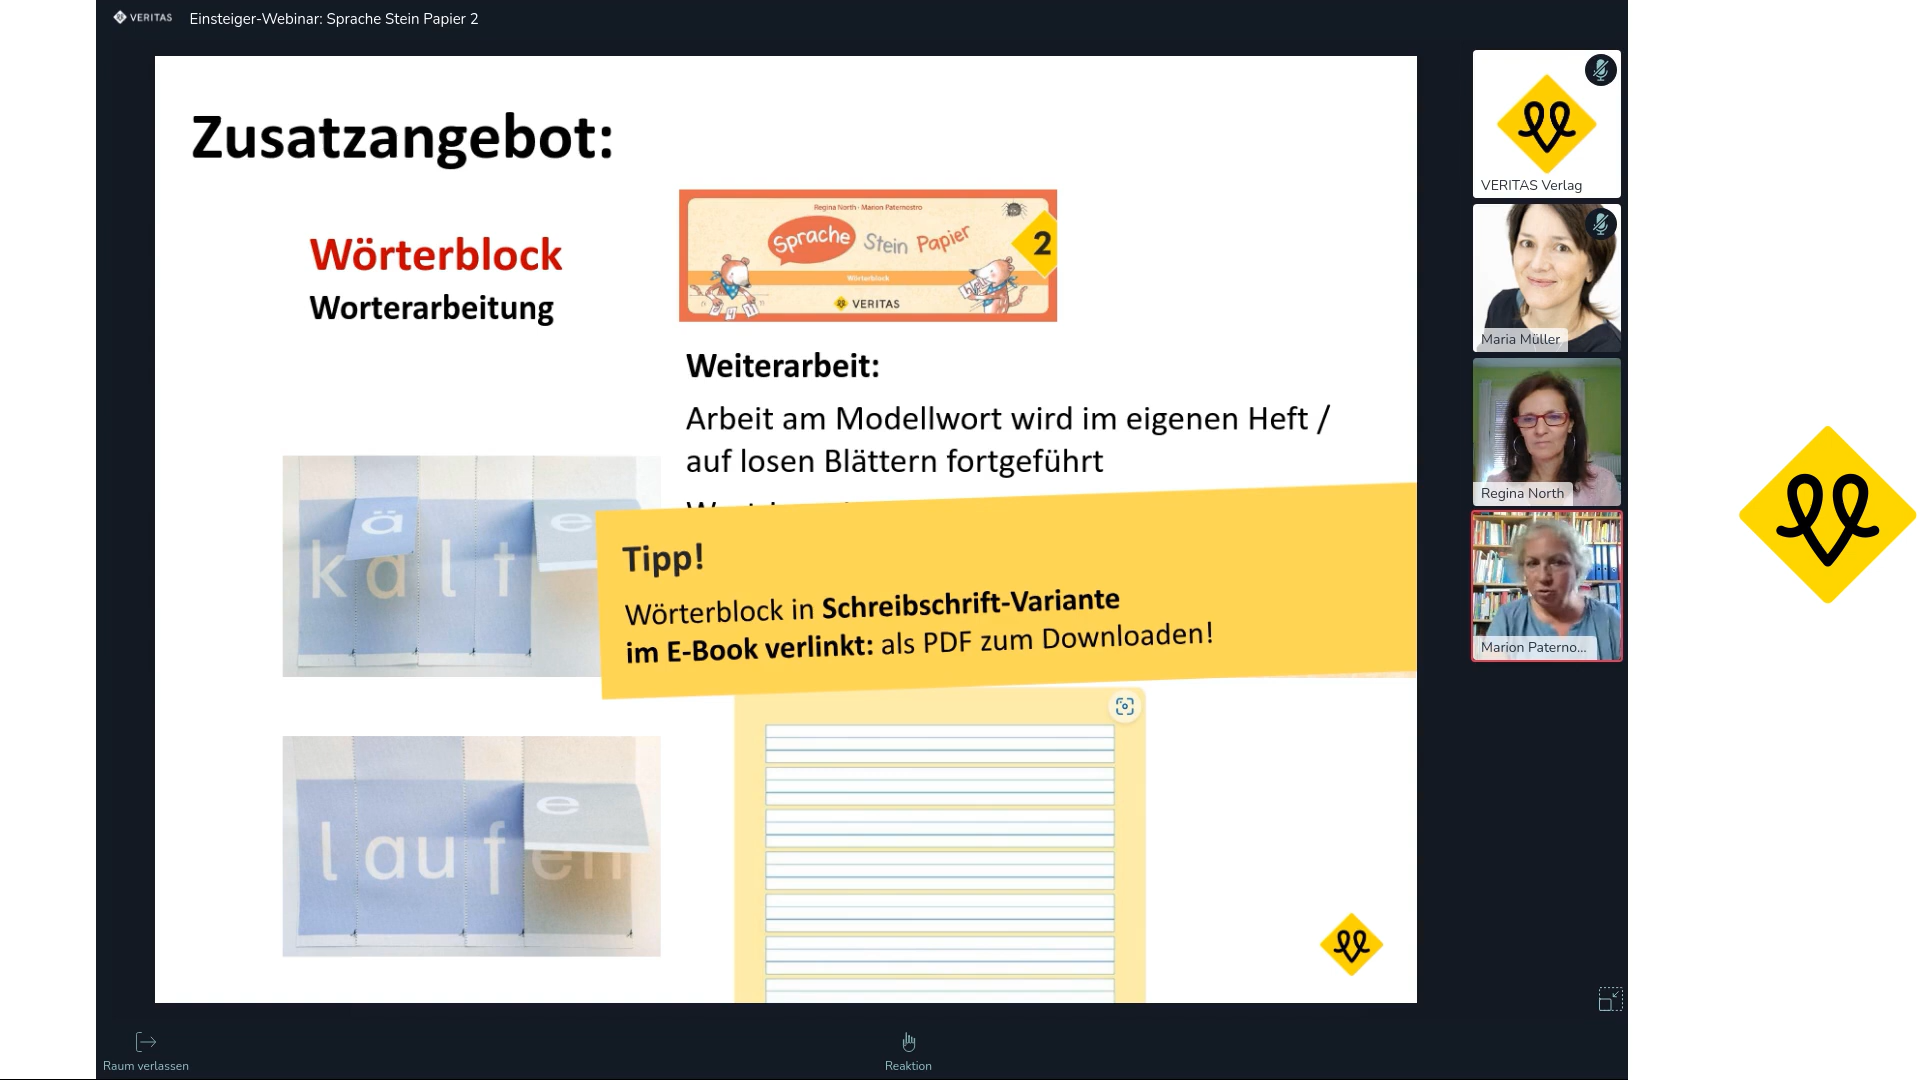 VERITAS
Einsteiger-Webinar: Sprache Stein Papier 2
Zusatzangebot:
Wörterblock
Worterarbeitung
Regina North · Marion Paternostro
Sprache Stein Papier
2
Wörterblock
VERITAS
Weiterarbeit:
Arbeit am Modellwort wird im eigenen Heft /
auf losen Blättern fortgeführt
ä e
k a l t
Tipp!
Wörterblock in Schreibschrift-Variante
im E-Book verlinkt: als PDF zum Downloaden!
e
l au f en
VERITAS Verlag
Maria Müller
Regina North
Marion Paterno...
Raum verlassen
Reaktion